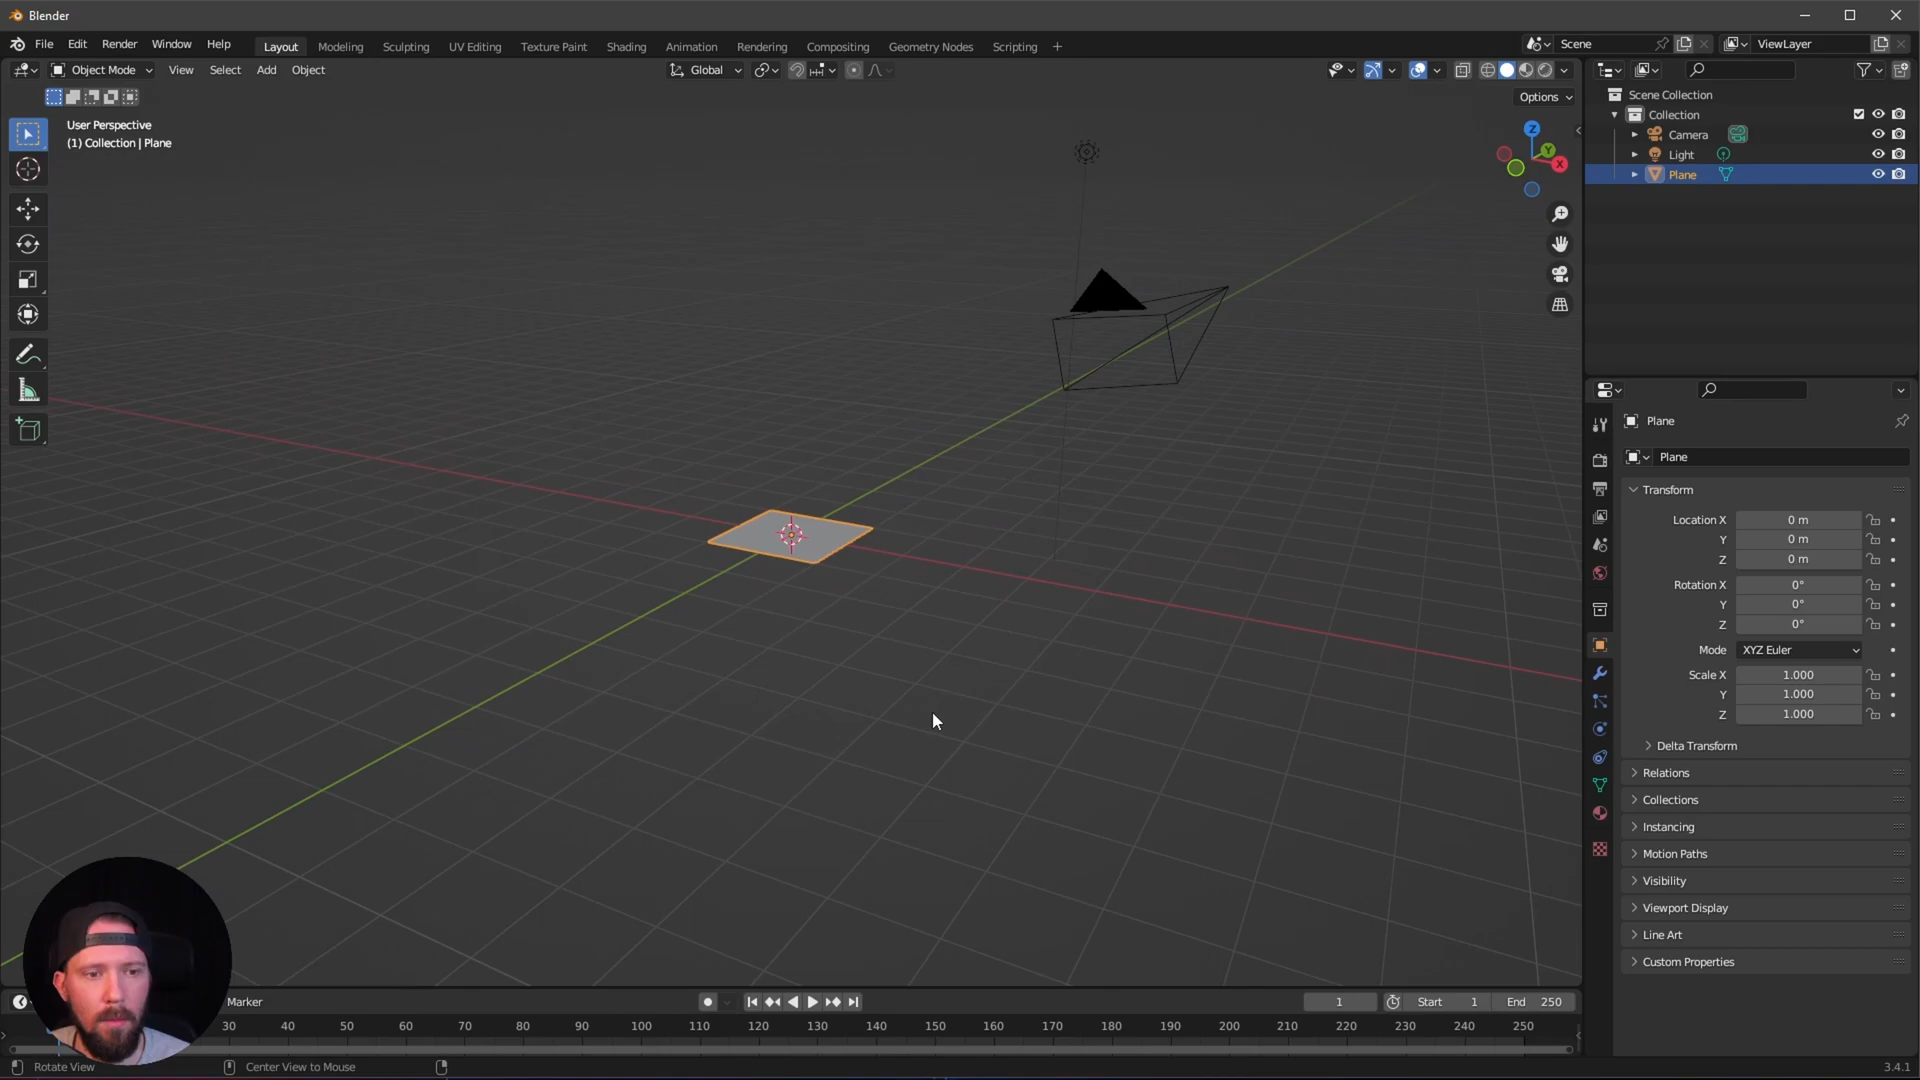 Blender
File Edit Render Window Help
Layout Modeling Sculpting UV Editing Texture Paint Shading Animation Rendering Compositing Geometry Nodes Scripting +
Scene
ViewLayer
Object Mode View Select Add Object
Global
Options
User Perspective
(1) Collection | Plane
Z
Y
X
Scene Collection
Collection
Camera
Light
Plane
Plane
Plane
Transform
Location X 0 m
Y 0 m
Z 0 m
Rotation X 0°
Y 0°
Z 0°
Mode XYZ Euler
Scale X 1.000
Y 1.000
Z 1.000
Delta Transform
Relations
Collections
Instancing
Motion Paths
Visibility
Viewport Display
Line Art
Custom Properties
Marker
1
Start 1
End 250
30 40 50 60 70 80 90 100 110 120 130 140 150 160 170 180 190 200 210 220 230 240 250
Rotate View
Center View to Mouse
3.4.1